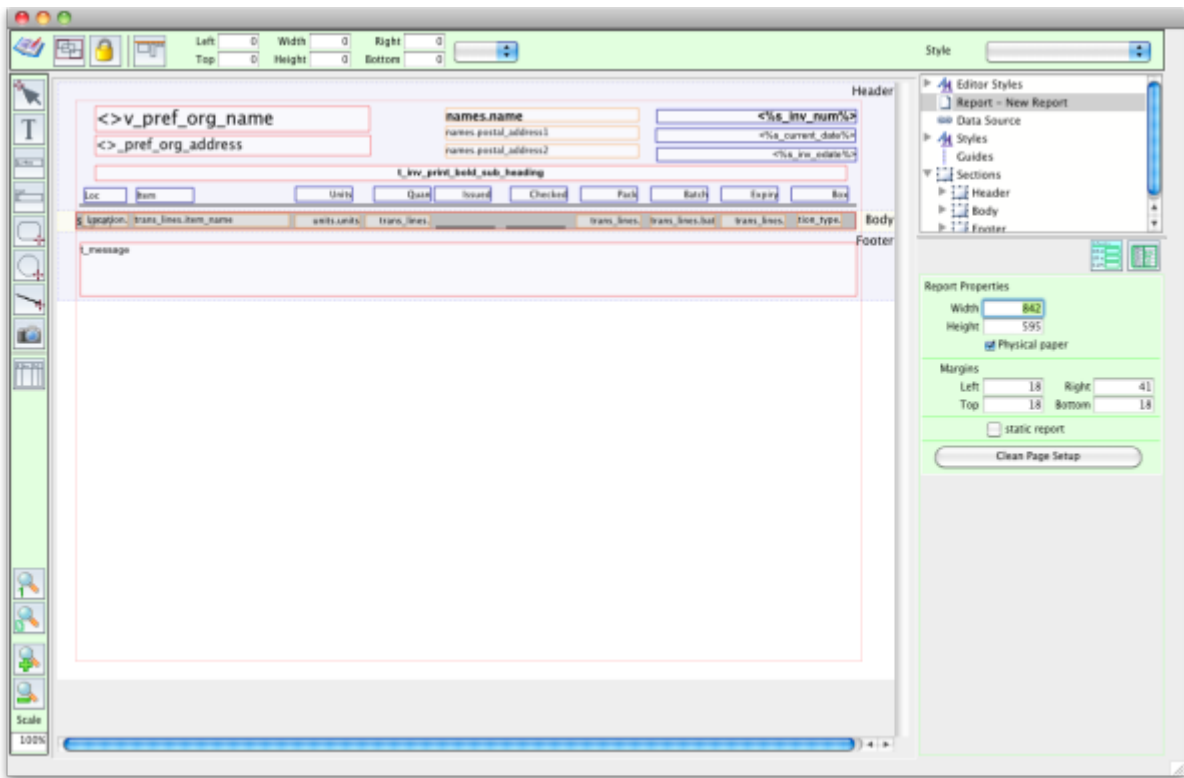 Left 0 Width 0 Right 0
Top 0 Height 0 Bottom 0
Style
Header
<>v_pref_org_name
<>_pref_org_address
names.name
names.postal_address1
names.postal_address2
<%s_inv_num%>
<%s_current_date%>
t_inv_print_bold_sub_heading
Loc Item Units Quan Issued Checked Pack Batch Expiry Box
trans_lines.item_name units.units trans_lines. trans_lines. trans_lines.bat trans_lines. tion_type. Body
Footer
t_message
Editor Styles
Report - New Report
Data Source
Styles
Guides
Sections
Header
Body
Footer
Report Properties
Width 842
Height 595
Physical paper
Margins
Left 18 Right 41
Top 18 Bottom 18
static report
Clean Page Setup
Scale
100%